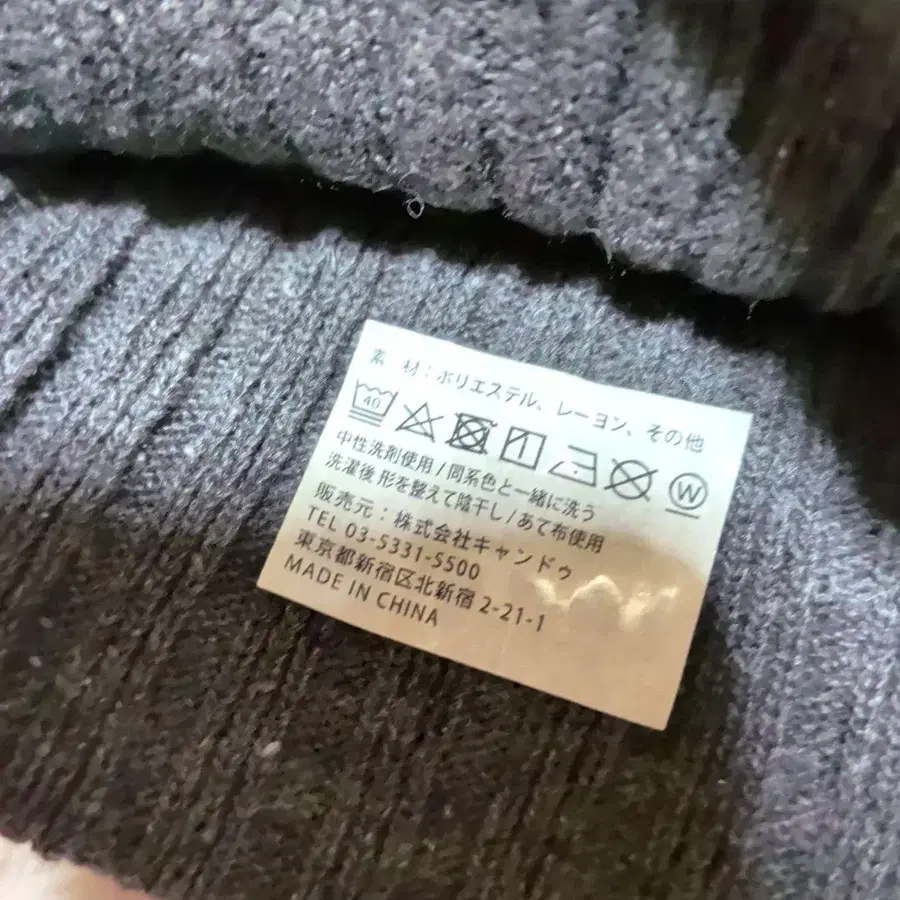 素 材：ポリエステル、レーヨン、その他
40 W
中性洗剤使用/同系色と一緒に洗う
洗濯後 形を整えて陰干し/あて布使用
販売元：株式会社キャンドゥ
TEL 03-5331-5500
東京都新宿区北新宿 2-21-1
MADE IN CHINA